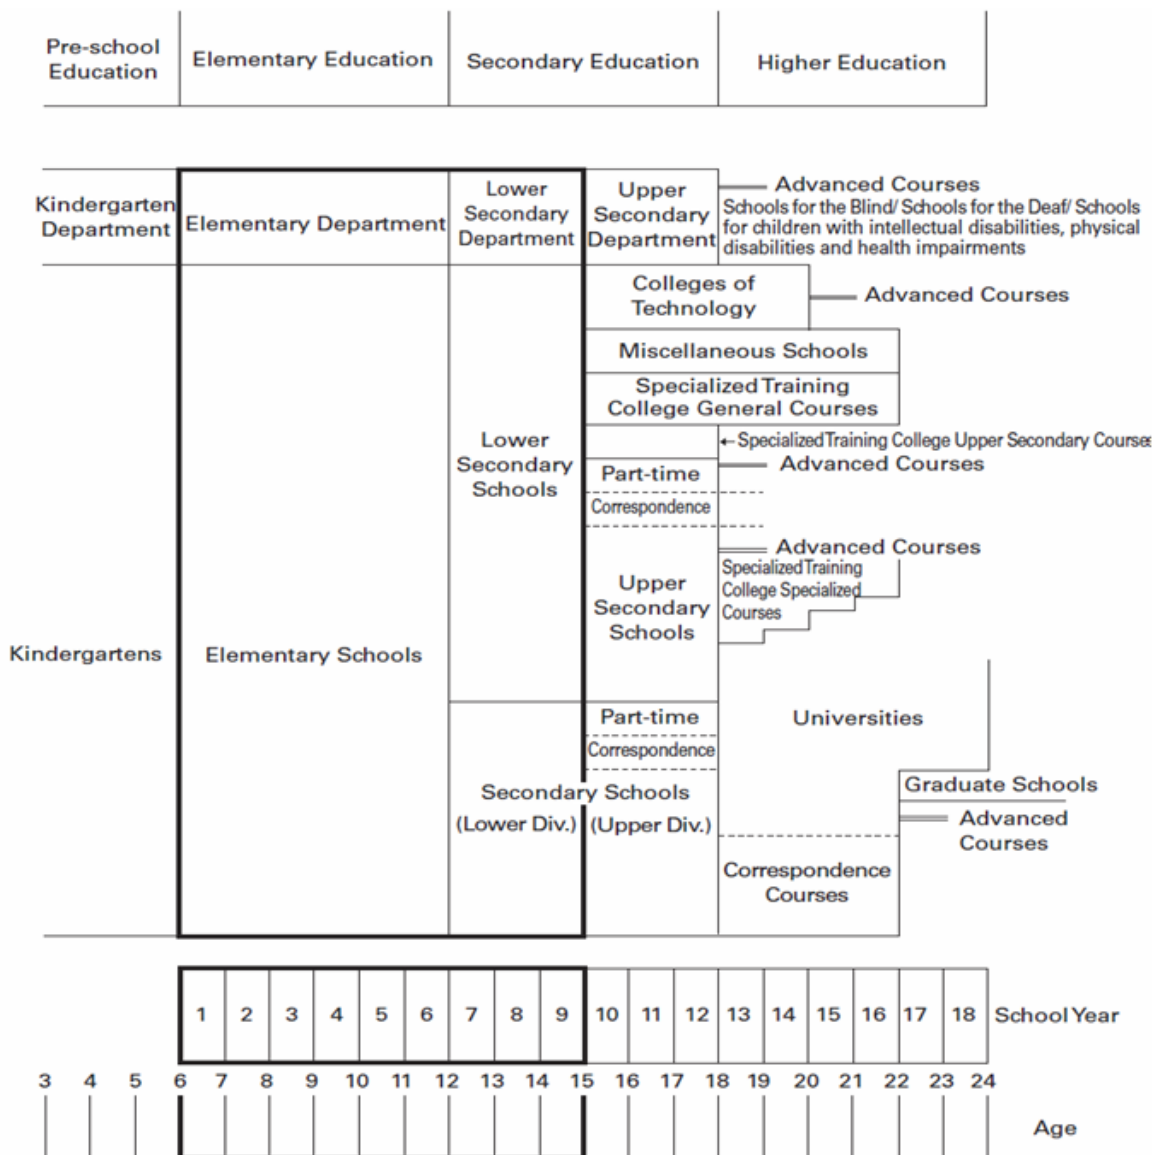 Pre-school
Education
Elementary Education
Secondary Education
Higher Education
Kindergarten
Department
Elementary Department
Lower
Secondary
Department
Upper
Secondary
Department
Advanced Courses
Schools for the Blind/ Schools for the Deaf/ Schools
for children with intellectual disabilities, physical
disabilities and health impairments
Colleges of
Technology
Advanced Courses
Miscellaneous Schools
Specialized Training
College General Courses
Specialized Training College Upper Secondary Course
Lower
Secondary
Schools
Part-time
Advanced Courses
Correspondence
Advanced Courses
Specialized Training
College Specialized
Courses
Upper
Secondary
Schools
Kindergartens
Elementary Schools
Part-time
Universities
Correspondence
Secondary Schools
(Lower Div.) (Upper Div.)
Graduate Schools
Advanced
Courses
Correspondence
Courses
1 2 3 4 5 6 7 8 9 10 11 12 13 14 15 16 17 18 School Year
3 4 5 6 7 8 9 10 11 12 13 14 15 16 17 18 19 20 21 22 23 24
Age